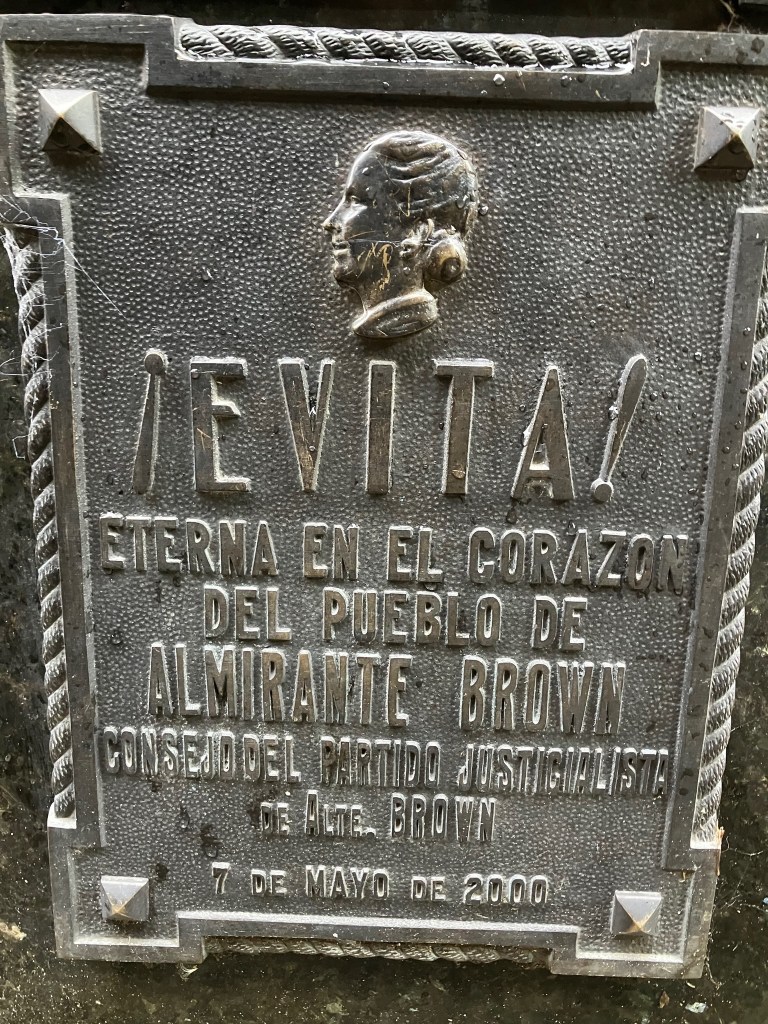 ¡EVITA!
ETERNA EN EL CORAZON
DEL PUEBLO DE
ALMIRANTE BROWN
CONSEJO DEL PARTIDO JUSTICIALISTA
DE ALTE. BROWN
7 DE MAYO DE 2000